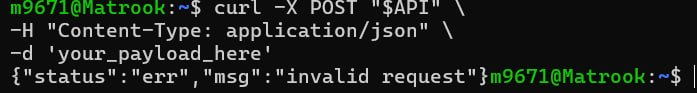 m9671@Matrook:~$ curl -X POST "$API" \
-H "Content-Type: application/json" \
-d 'your_payload_here'
{"status":"err","msg":"invalid request"}m9671@Matrook:~$